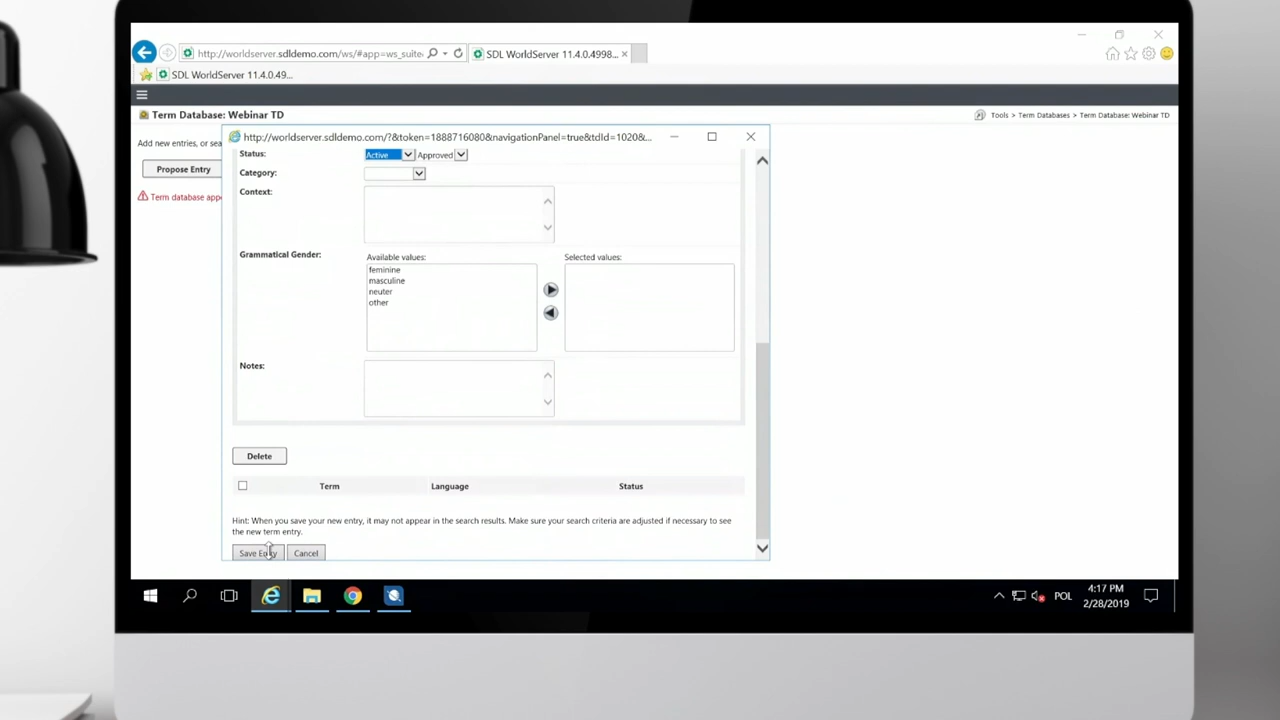 http://worldserver.sdldemo.com/ws/#app=ws_suite
SDL WorldServer 11.4.0.4998...
SDL WorldServer 11.4.0.49...
Term Database: Webinar TD
Tools > Term Databases > Term Database: Webinar TD
Add new entries, or sea
Propose Entry
Term database appe
http://worldserver.sdldemo.com/?&token=1888716080&navigationPanel=true&tdId=1020&...
Status:
Active
Approved
Category:
Context:
Grammatical Gender:
Available values:
Selected values:
feminine
masculine
neuter
other
Notes:
Delete
Term
Language
Status
Hint: When you save your new entry, it may not appear in the search results. Make sure your search criteria are adjusted if necessary to see
the new term entry.
Save Entry
Cancel
POL
4:17 PM
2/28/2019